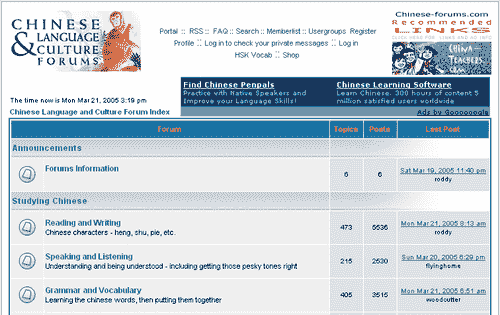 CHINESE
LANGUAGE
& CULTURE
FORUMS
Portal :: RSS :: FAQ :: Search :: Memberlist :: Usergroups Register
Profile :: Log in to check your private messages :: Log in
HSK Vocab :: Shop
Chinese-forums.com
Recommended
LINKS
CLICK HERE FOR LINKS AND AD INFO
CHINA-
TEACHERS
Find Chinese Penpals
Practice with Native Speakers and
Improve your Language Skills!
Chinese Learning Software
Learn Chinese. 300 hours of content 5
million satisfied users worldwide
The time now is Mon Mar 21, 2005 3:19 pm
Chinese Language and Culture Forum Index
Ads by Goooooogle
Forum Topics Posts Last Post
Announcements
Forums Information 6 6 Sat Mar 19, 2005 11:40 pm
roddy
Studying Chinese
Reading and Writing 473 5536 Mon Mar 21, 2005 8:13 am
Chinese characters - heng, shu, pie, etc. roddy
Speaking and Listening 215 2530 Sun Mar 20, 2005 6:29 pm
Understanding and being understood - including getting those pesky tones right flyinghome
Grammar and Vocabulary 405 3515 Mon Mar 21, 2005 6:51 am
Learning the chinese words, then putting them together woodcutter